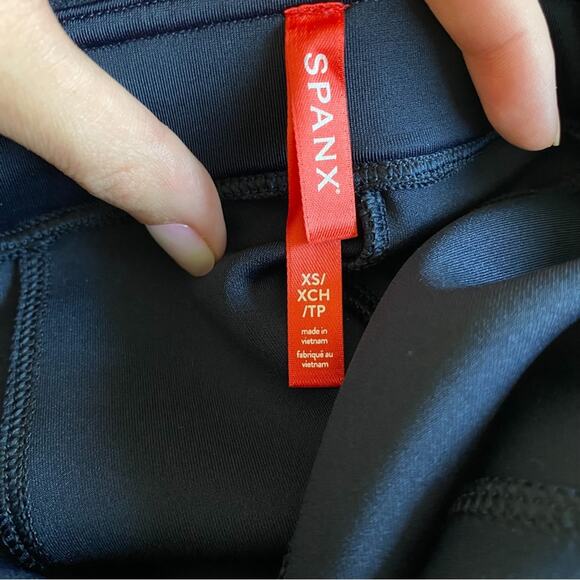 SPANX®
XS/
XCH
/TP
made in
vietnam
fabriqué au
vietnam